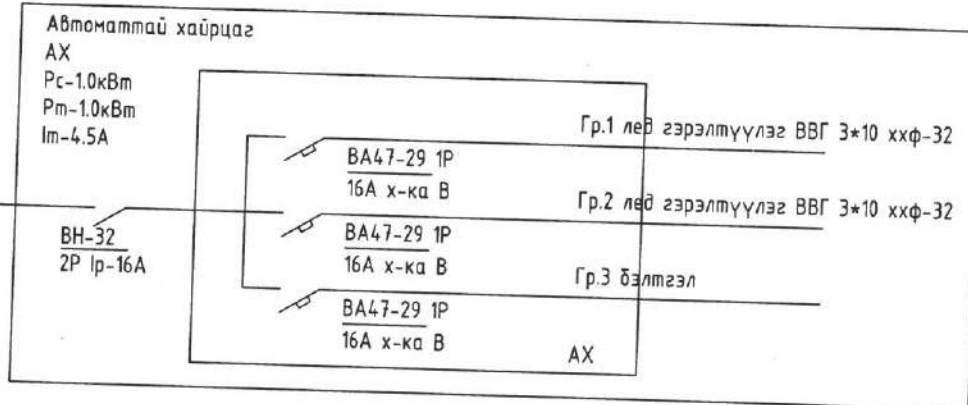 Автоматтай хайрцаг
АХ
Рс-1.0кВт
Рт-1.0кВт
Iт-4.5А
Гр.1 лед гэрэлтүүлэг ВВГ 3*10 ххф-32
ВА47-29 1Р
16А х-ка В
Гр.2 лед гэрэлтүүлэг ВВГ 3*10 ххф-32
ВН-32
2Р Iр-16А
ВА47-29 1Р
16А х-ка В
Гр.3 бэлтгэл
ВА47-29 1Р
16А х-ка В
АХ